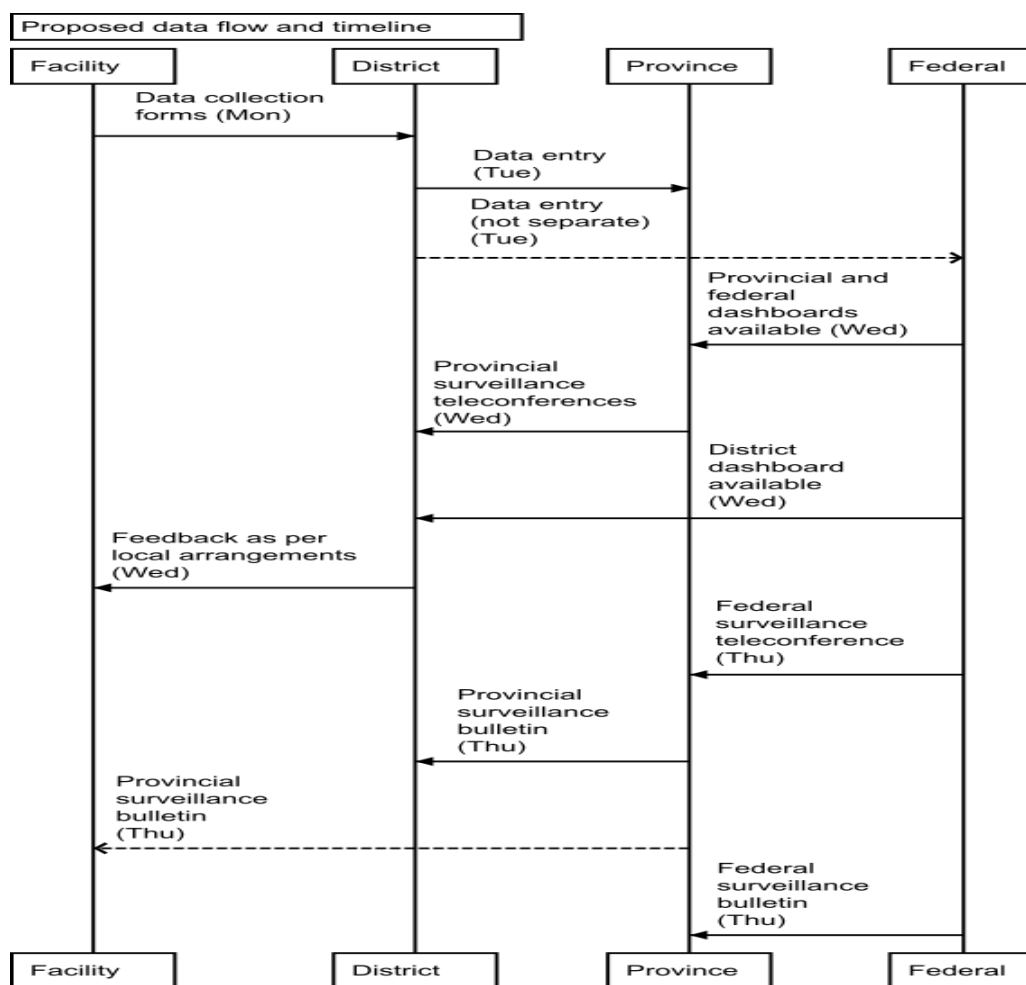 Proposed data flow and timeline
Facility
District
Province
Federal
Data collection
forms (Mon)
Data entry
(Tue)
Data entry
(not separate)
(Tue)
Provincial and
federal
dashboards
available (Wed)
Provincial
surveillance
teleconferences
(Wed)
District
dashboard
available
(Wed)
Feedback as per
local arrangements
(Wed)
Federal
surveillance
teleconference
(Thu)
Provincial
surveillance
bulletin
(Thu)
Provincial
surveillance
bulletin
(Thu)
Federal
surveillance
bulletin
(Thu)
Facility
District
Province
Federal